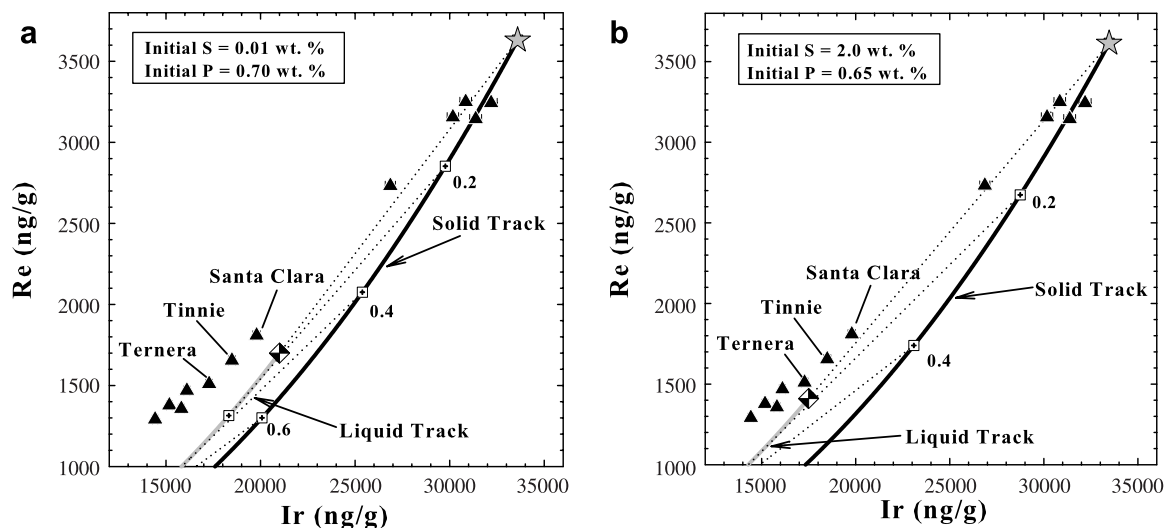 a
Initial S = 0.01 wt. %
Initial P = 0.70 wt. %
Re (ng/g)
3500
3000
2500
2000
1500
1000
0.2
Solid Track
0.4
Santa Clara
Tinnie
Ternera
0.6
Liquid Track
15000 20000 25000 30000 35000
Ir (ng/g)
b
Initial S = 2.0 wt. %
Initial P = 0.65 wt. %
Re (ng/g)
3500
3000
2500
2000
1500
1000
0.2
Santa Clara
Solid Track
Tinnie
Ternera
0.4
Liquid Track
15000 20000 25000 30000 35000
Ir (ng/g)